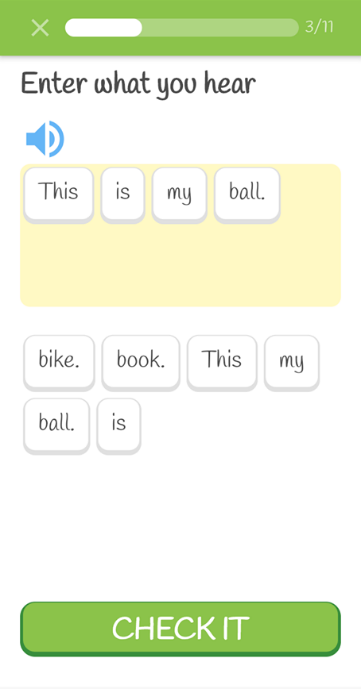 3/11
Enter what you hear
This is my ball.
bike. book. This my
ball. is
CHECK IT